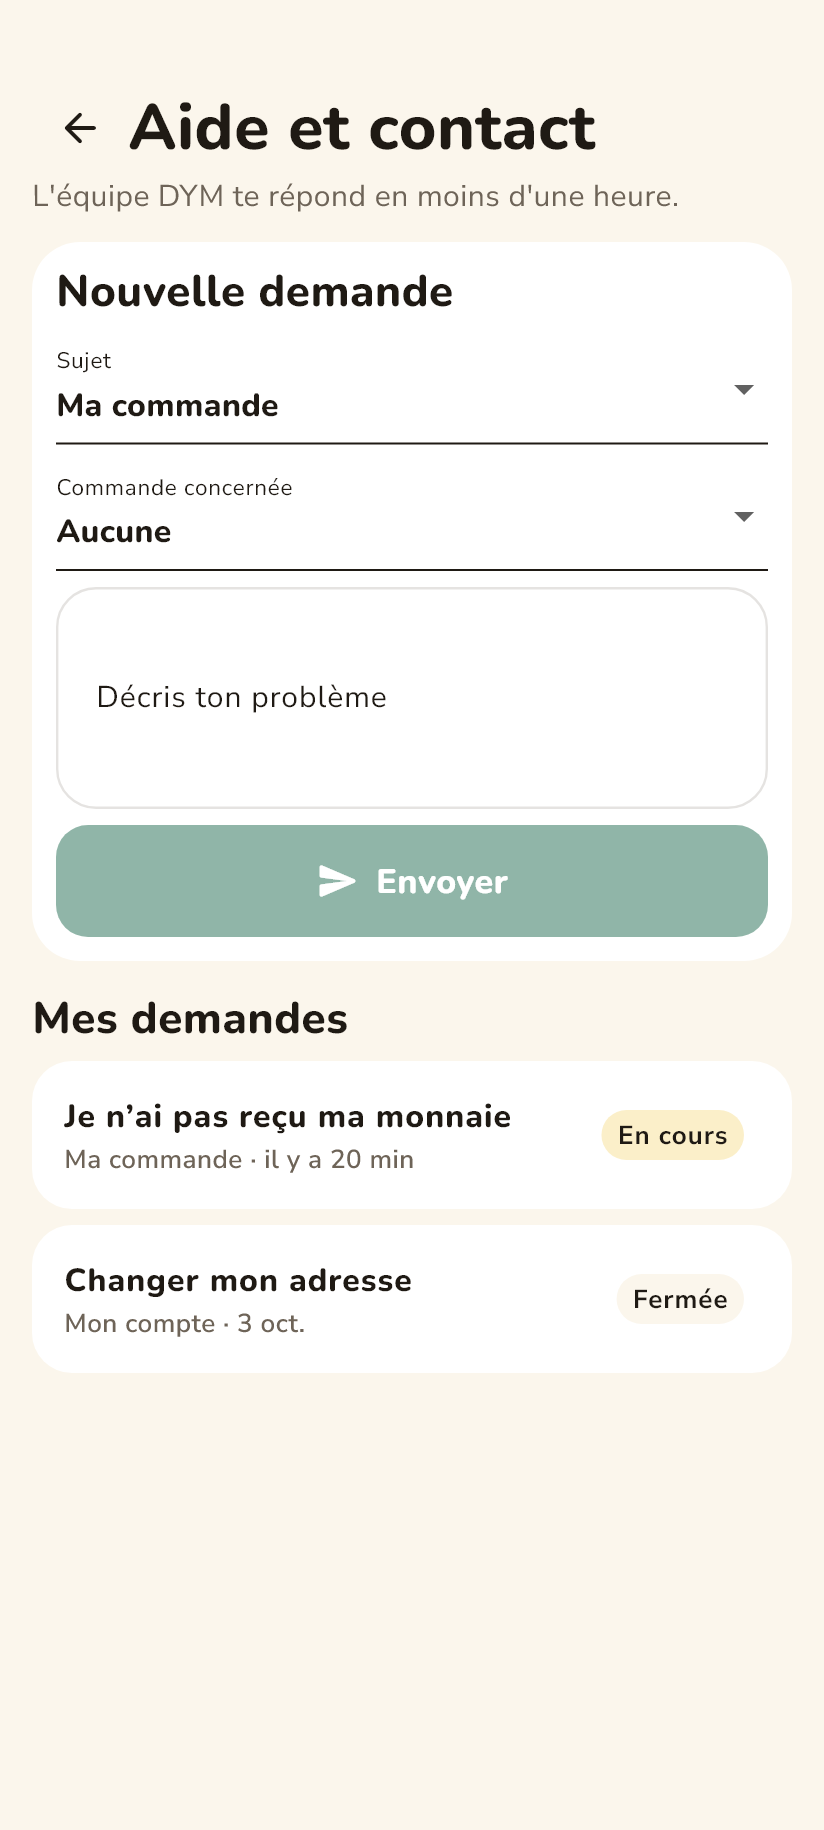 Aide et contact
L'équipe DYM te répond en moins d'une heure.
Nouvelle demande
Sujet
Ma commande
Commande concernée
Aucune
Décris ton problème
Envoyer
Mes demandes
Je n’ai pas reçu ma monnaie
Ma commande · il y a 20 min
En cours
Changer mon adresse
Mon compte · 3 oct.
Fermée